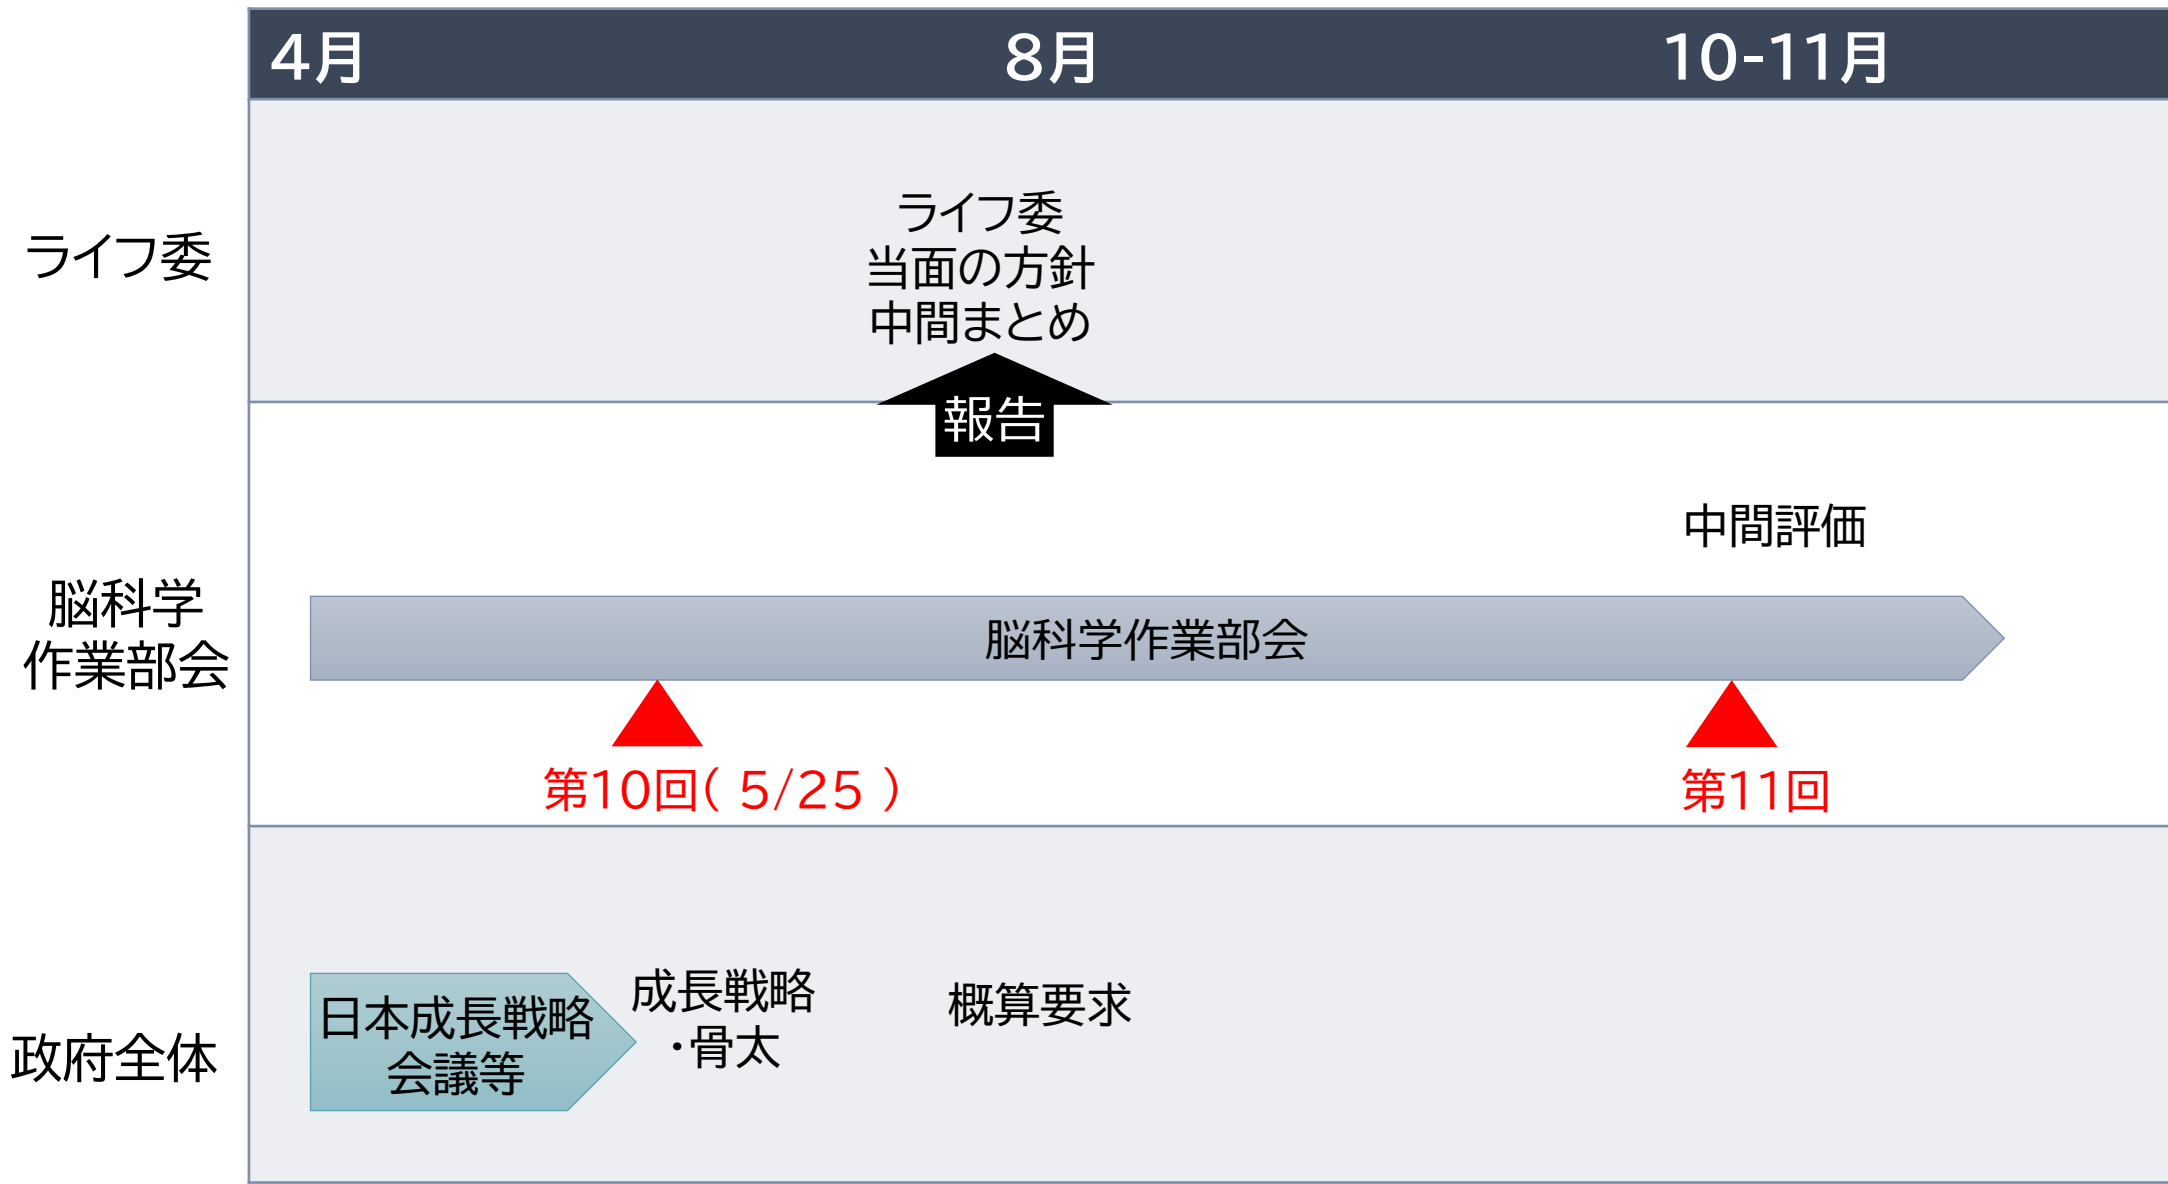 4月
8月
10-11月
ライフ委
ライフ委
当面の方針
中間まとめ
報告
脳科学
作業部会
中間評価
脳科学作業部会
第10回( 5/25 )
第11回
政府全体
日本成長戦略
会議等
成長戦略
・骨太
概算要求